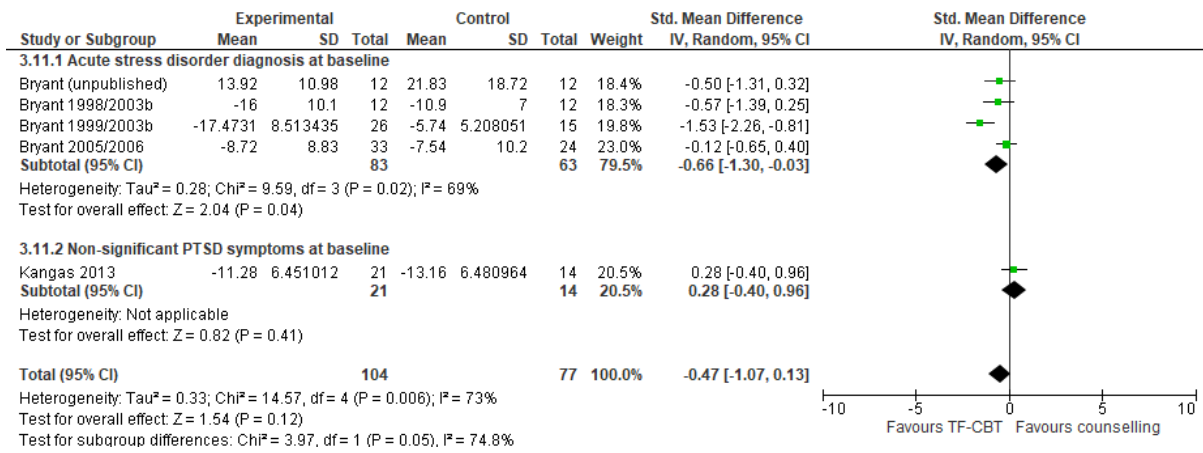 Experimental Control Std. Mean Difference Std. Mean Difference
Study or Subgroup Mean SD Total Mean SD Total Weight IV, Random, 95% CI IV, Random, 95% CI
3.11.1 Acute stress disorder diagnosis at baseline
Bryant (unpublished) 13.92 10.98 12 21.83 18.72 12 18.4% -0.50 [-1.31, 0.32]
Bryant 1998/2003b -16 10.1 12 -10.9 7 12 18.3% -0.57 [-1.39, 0.25]
Bryant 1999/2003b -17.4731 8.513435 26 -5.74 5.208051 15 19.8% -1.53 [-2.26, -0.81]
Bryant 2005/2006 -8.72 8.83 33 -7.54 10.2 24 23.0% -0.12 [-0.65, 0.40]
Subtotal (95% CI) 83 63 79.5% -0.66 [-1.30, -0.03]
Heterogeneity: Tau² = 0.28; Chi² = 9.59, df = 3 (P = 0.02); I² = 69%
Test for overall effect: Z = 2.04 (P = 0.04)
3.11.2 Non-significant PTSD symptoms at baseline
Kangas 2013 -11.28 6.451012 21 -13.16 6.480964 14 20.5% 0.28 [-0.40, 0.96]
Subtotal (95% CI) 21 14 20.5% 0.28 [-0.40, 0.96]
Heterogeneity: Not applicable
Test for overall effect: Z = 0.82 (P = 0.41)
Total (95% CI) 104 77 100.0% -0.47 [-1.07, 0.13]
Heterogeneity: Tau² = 0.33; Chi² = 14.57, df = 4 (P = 0.006); I² = 73%
Test for overall effect: Z = 1.54 (P = 0.12)
Test for subgroup differences: Chi² = 3.97, df = 1 (P = 0.05), I² = 74.8%
-10 -5 0 5 10
Favours TF-CBT Favours counselling